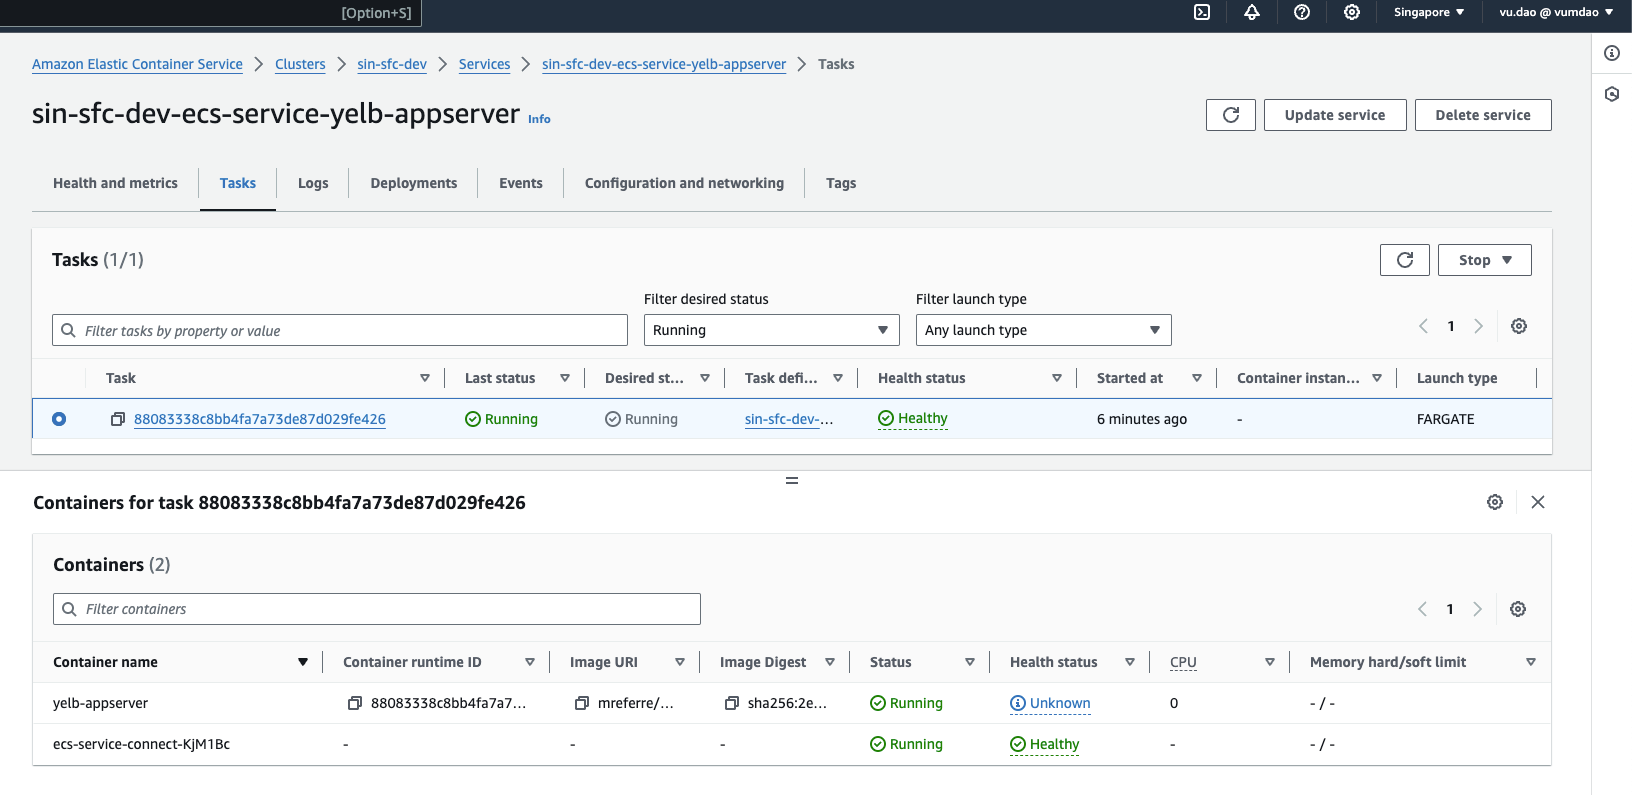 [Option+S]
Singapore
vu.dao @ vumdao
Amazon Elastic Container Service
Clusters
sin-sfc-dev
Services
sin-sfc-dev-ecs-service-yelb-appserver
Tasks
sin-sfc-dev-ecs-service-yelb-appserver Info
Update service
Delete service
Health and metrics
Tasks
Logs
Deployments
Events
Configuration and networking
Tags
Tasks (1/1)
Stop
Filter desired status
Filter launch type
Filter tasks by property or value
Running
Any launch type
1
Task
Last status
Desired st...
Task defi...
Health status
Started at
Container instan...
Launch type
88083338c8bb4fa7a73de87d029fe426
Running
Running
sin-sfc-dev-...
Healthy
6 minutes ago
-
FARGATE
Containers for task 88083338c8bb4fa7a73de87d029fe426
Containers (2)
Filter containers
1
Container name
Container runtime ID
Image URI
Image Digest
Status
Health status
CPU
Memory hard/soft limit
yelb-appserver
88083338c8bb4fa7a7...
mreferre/...
sha256:2e...
Running
Unknown
0
- / -
ecs-service-connect-KjM1Bc
-
-
-
Running
Healthy
-
- / -